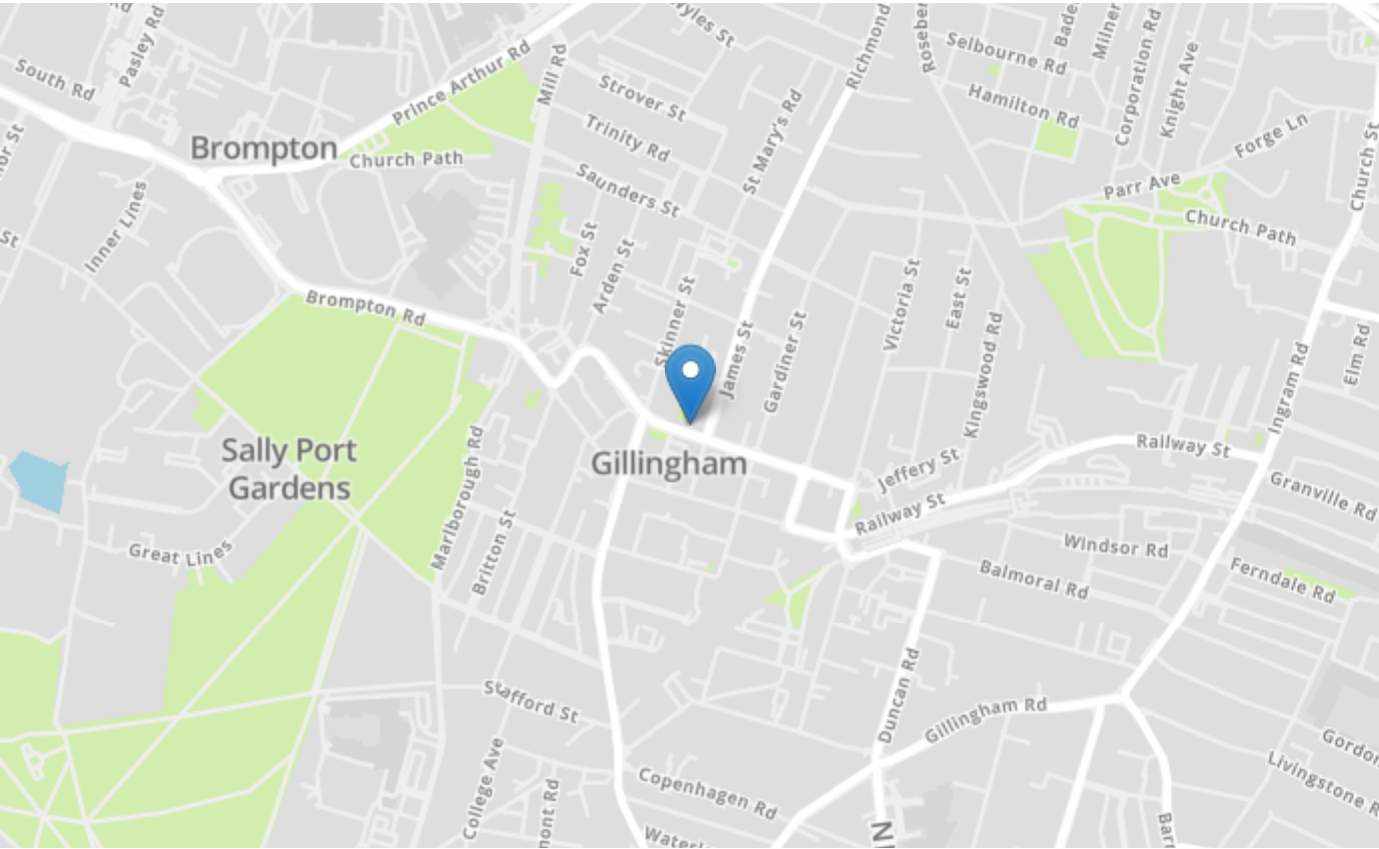 Pasley Rd
South Rd
Prince Arthur Rd
Mill Rd
Wyles St
Richmond
Selbourne Rd
Milner
Corporation Rd
Knight Ave
Hamilton Rd
Strover St
Trinity Rd
St Mary's Rd
Forge Ln
Church St
Brompton
Church Path
Saunders St
Parr Ave
Church Path
Inner Lines
Fox St
Arden St
Skinner St
Victoria St
East St
Brompton Rd
James St
Gardiner St
Kingswood Rd
Ingram Rd
Elm Rd
Sally Port
Gardens
Marlborough Rd
Gillingham
Jeffery St
Railway St
Railway St
Granville Rd
Great Lines
Britton St
Windsor Rd
Balmoral Rd
Ferndale Rd
Stafford St
Duncan Rd
Gillingham Rd
College Ave
Copenhagen Rd
Gordon
Livingstone R